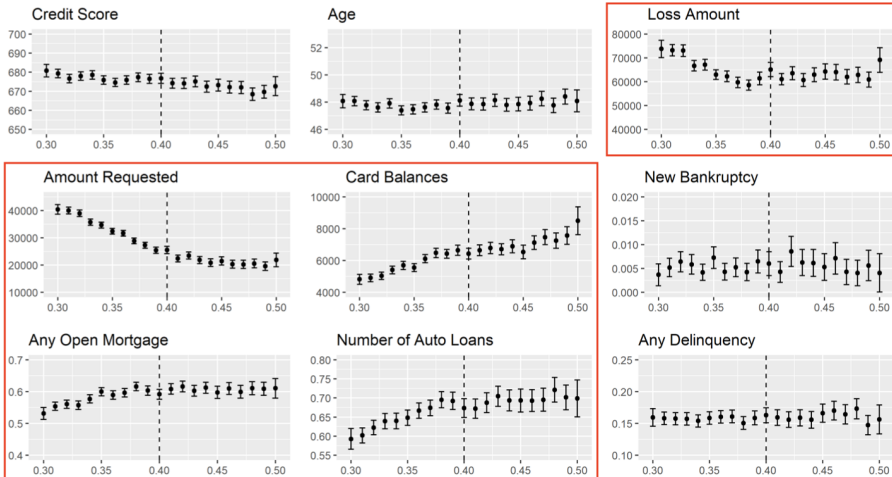 Credit Score
700
690
680
670
660
650
0.30 0.35 0.40 0.45 0.50
Age
52
50
48
46
0.30 0.35 0.40 0.45 0.50
Loss Amount
80000
70000
60000
50000
40000
0.30 0.35 0.40 0.45 0.50
Amount Requested
40000
30000
20000
10000
0.30 0.35 0.40 0.45 0.50
Card Balances
10000
8000
6000
4000
0.30 0.35 0.40 0.45 0.50
New Bankruptcy
0.020
0.015
0.010
0.005
0.000
0.30 0.35 0.40 0.45 0.50
Any Open Mortgage
0.7
0.6
0.5
0.4
0.30 0.35 0.40 0.45 0.50
Number of Auto Loans
0.80
0.75
0.70
0.65
0.60
0.55
0.30 0.35 0.40 0.45 0.50
Any Delinquency
0.25
0.20
0.15
0.10
0.30 0.35 0.40 0.45 0.50